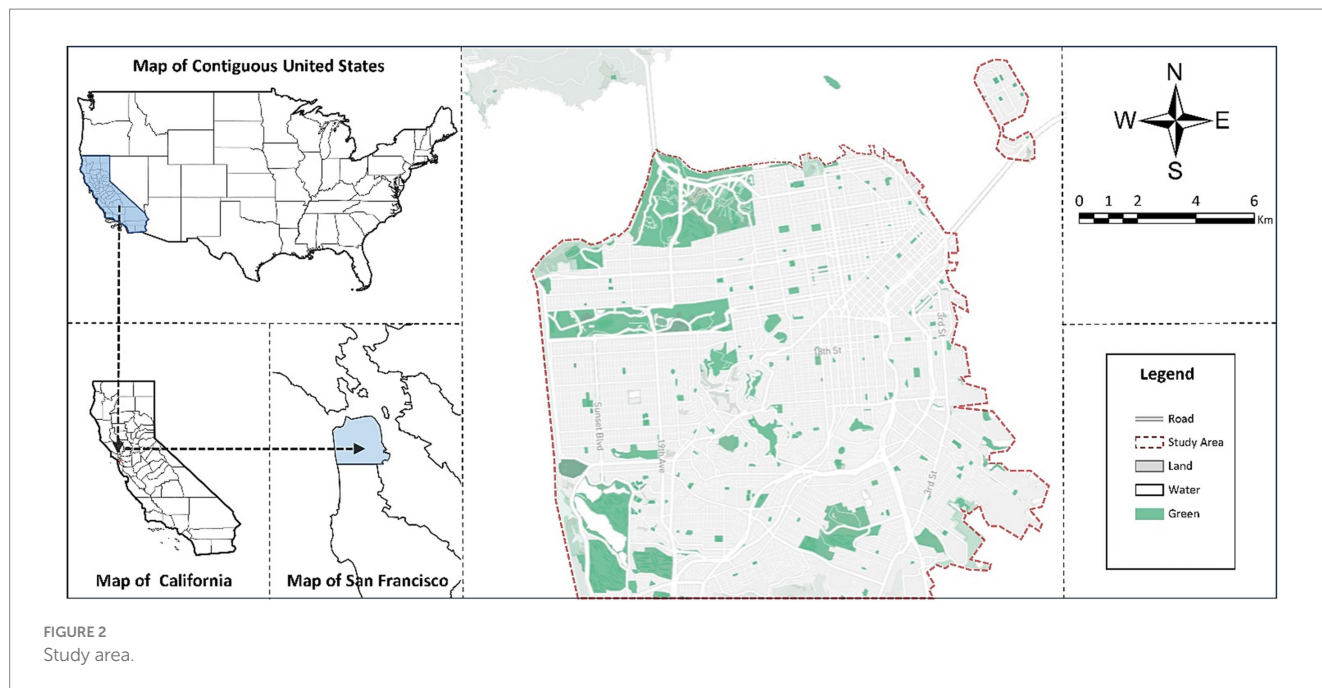 Map of Contiguous United States
Map of California
Map of San Francisco
3rd St
18th St
Sunset Blvd
19th Ave
3rd St
N
W E
S
0 1 2 4 6
Km
Legend
Road
Study Area
Land
Water
Green
FIGURE 2
Study area.